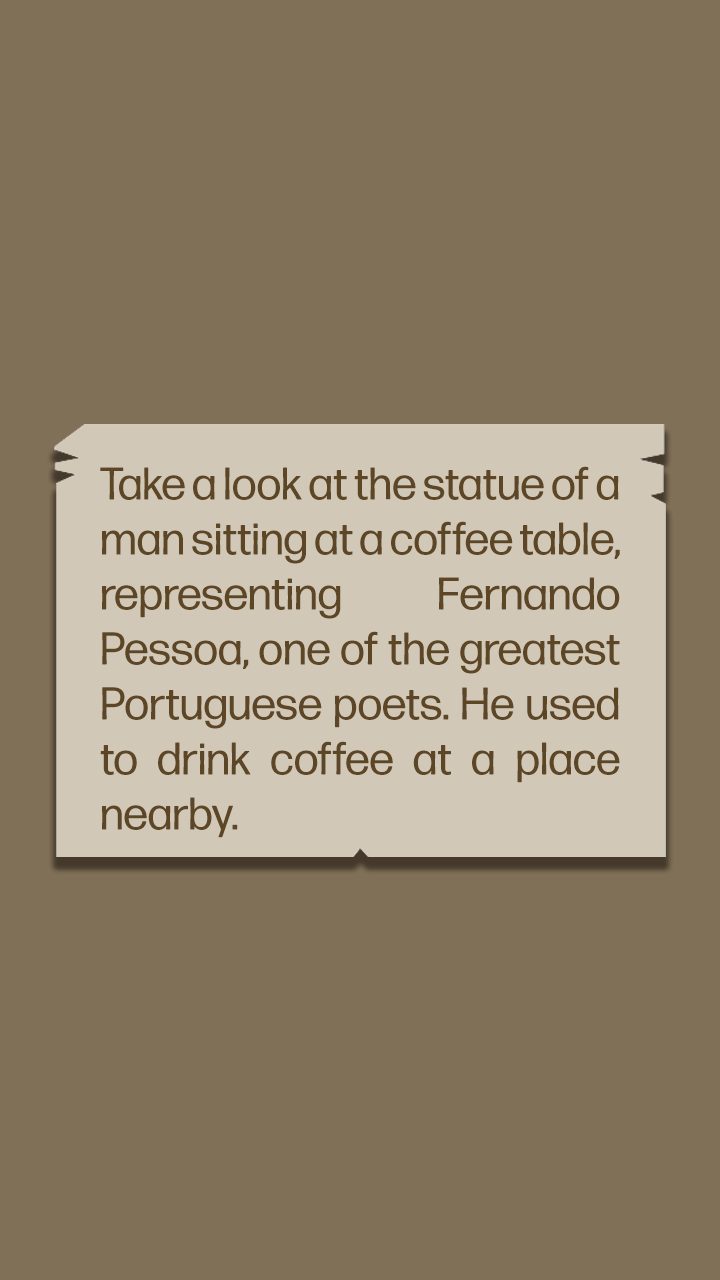 Take a look at the statue of a
man sitting at a coffee table,
representing Fernando
Pessoa, one of the greatest
Portuguese poets. He used
to drink coffee at a place
nearby.